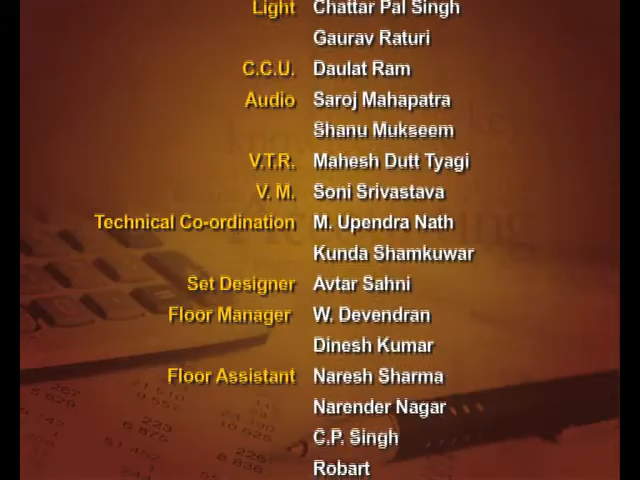 Light Chattar Pal Singh
Gaurav Raturi
C.C.U. Daulat Ram
Audio Saroj Mahapatra
Shanu Mukseem
V.T.R. Mahesh Dutt Tyagi
V. M. Soni Srivastava
Technical Co-ordination M. Upendra Nath
Kunda Shamkuwar
Set Designer Avtar Sahni
Floor Manager W. Devendran
Dinesh Kumar
Floor Assistant Naresh Sharma
Narender Nagar
C.P. Singh
Robart